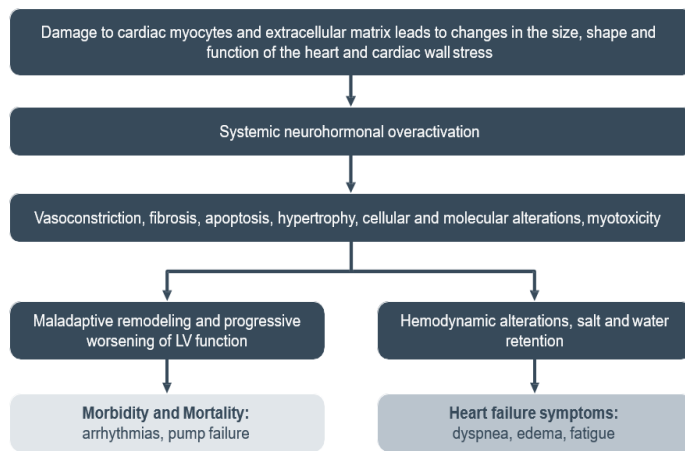 Damage to cardiac myocytes and extracellular matrix leads to changes in the size, shape and
function of the heart and cardiac wall stress
Systemic neurohormonal overactivation
Vasoconstriction, fibrosis, apoptosis, hypertrophy, cellular and molecular alterations, myotoxicity
Maladaptive remodeling and progressive
worsening of LV function
Hemodynamic alterations, salt and water
retention
Morbidity and Mortality:
arrhythmias, pump failure
Heart failure symptoms:
dyspnea, edema, fatigue